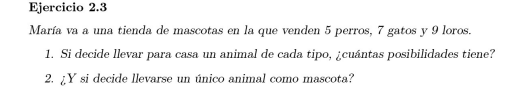 Ejercicio 2.3
María va a una tienda de mascotas en la que venden 5 perros, 7 gatos y 9 loros.
1. Si decide llevar para casa un animal de cada tipo, ¿cuántas posibilidades tiene?
2. ¿Y si decide llevarse un único animal como mascota?